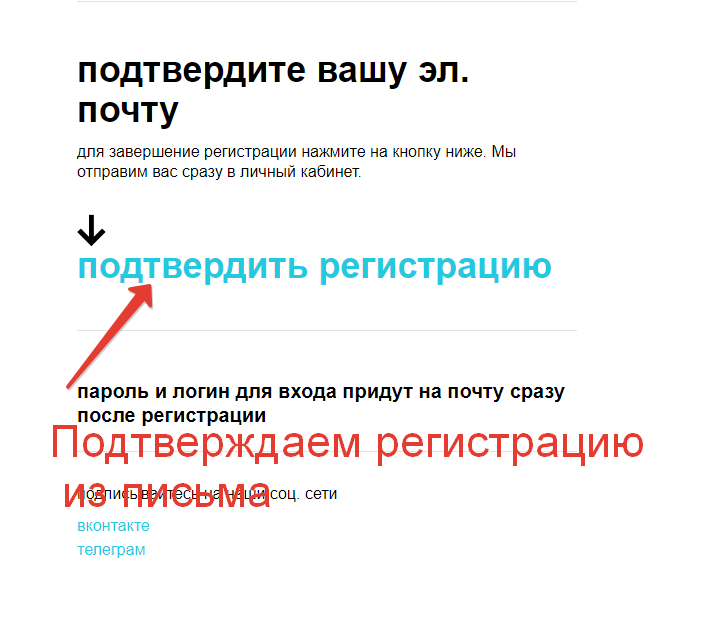 подтвердите вашу эл.
почту
для завершение регистрации нажмите на кнопку ниже. Мы
отправим вас сразу в личный кабинет.
подтвердить регистрацию
пароль и логин для входа придут на почту сразу
после регистрации
Подтверждаем регистрацию
из письма
подписывайтесь на наши соц. сети
вконтакте
телеграм